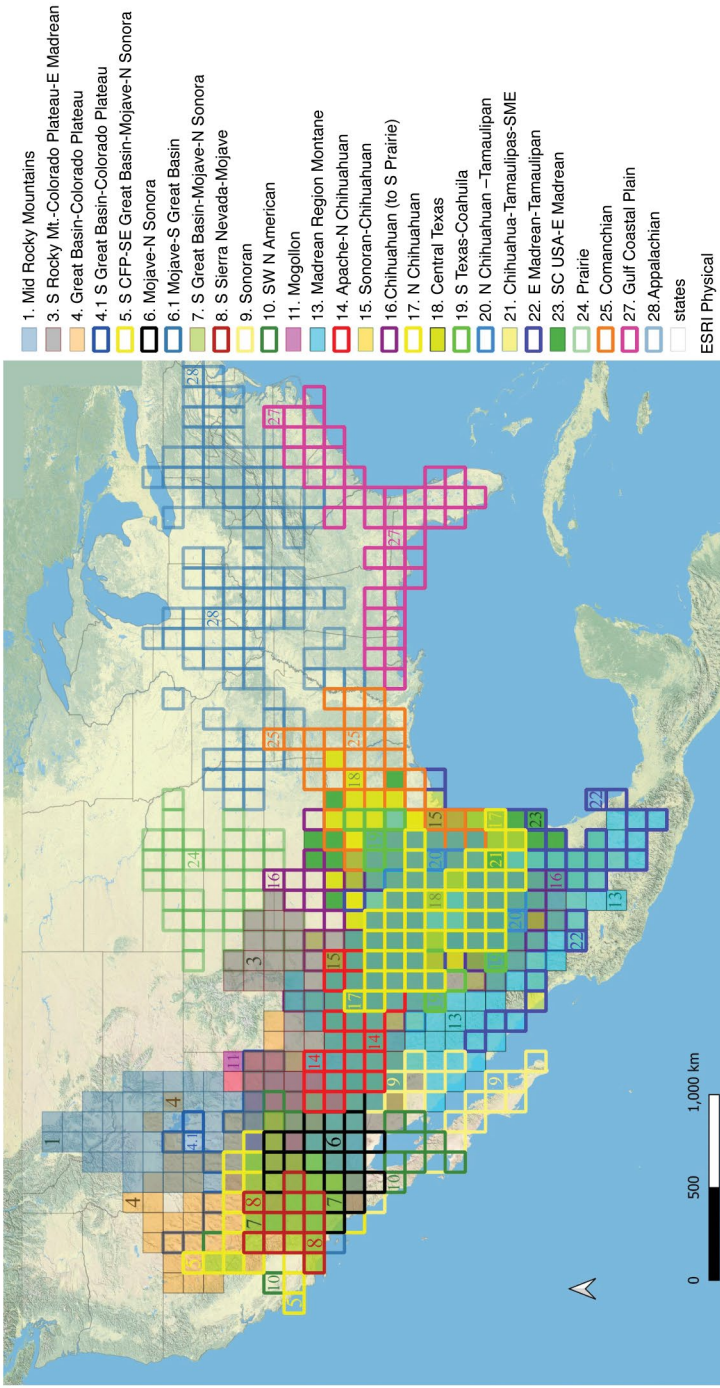 1. Mid Rocky Mountains
3. S Rocky Mt.-Colorado Plateau-E Madrean
4. Great Basin-Colorado Plateau
4.1 S Great Basin-Colorado Plateau
5. S CFP-SE Great Basin-Mojave-N Sonora
6. Mojave-N Sonora
6.1 Mojave-S Great Basin
7. S Great Basin-Mojave-N Sonora
8. S Sierra Nevada-Mojave
9. Sonoran
10. SW N American
11. Mogollon
13. Madrean Region Montane
14. Apache-N Chihuahuan
15. Sonoran-Chihuahuan
16.Chihuahuan (to S Prairie)
17. N Chihuahuan
18. Central Texas
19. S Texas-Coahuila
20. N Chihuahuan –Tamaulipan
21. Chihuahua-Tamaulipas-SME
22. E Madrean-Tamaulipan
23. SC USA-E Madrean
24. Prairie
25. Comanchian
27. Gulf Coastal Plain
28.Appalachian
states
ESRI Physical
1
4
4
4.1
11
3
24
28
28
5
10
7
8
8
7
6
14
14
15
16
25
25
27
27
17
18
10
9
9
13
18
20
15
17
21
20
23
16
22
22
13
0
500
1,000 km